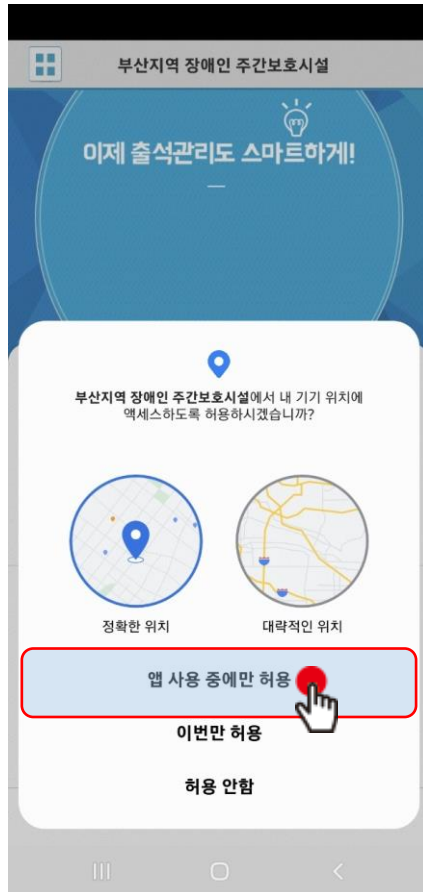 부산지역 장애인 주간보호시설
이제 출석관리도 스마트하게!
부산지역 장애인 주간보호시설에서 내 기기 위치에
액세스하도록 허용하시겠습니까?
정확한 위치 대략적인 위치
앱 사용 중에만 허용
이번만 허용
허용 안함